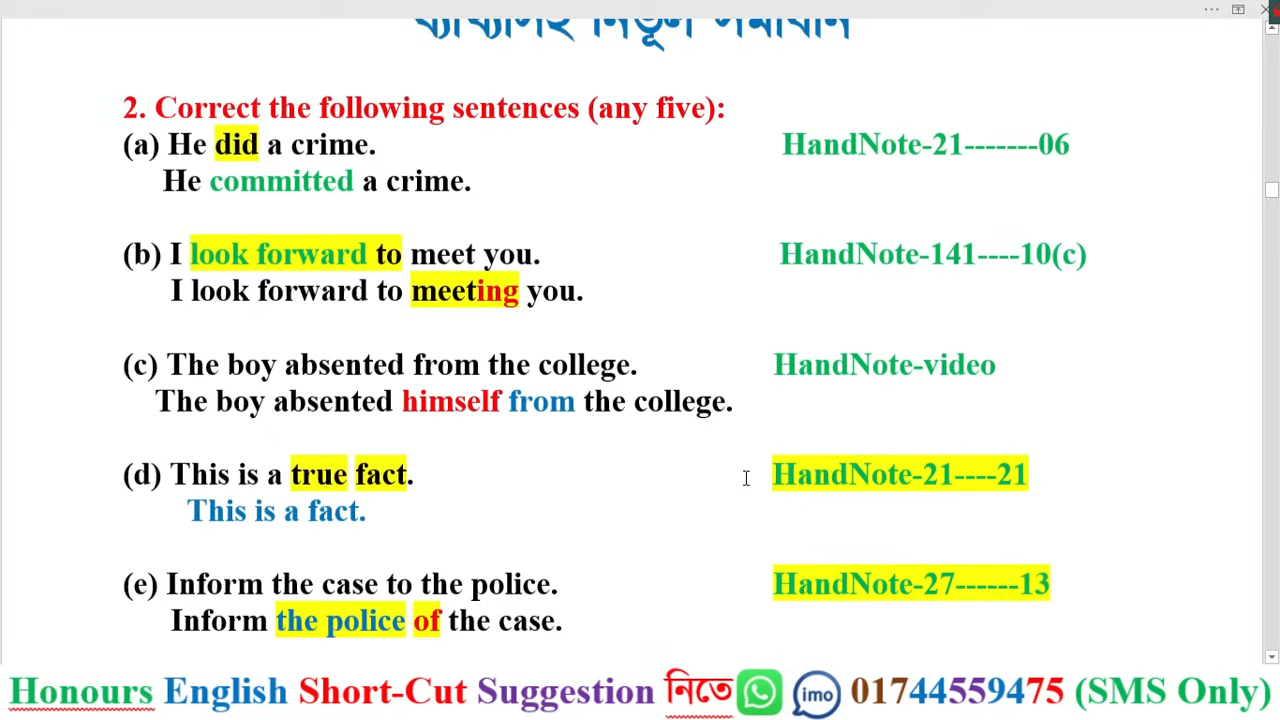 ব্যাখ্যাসহ নির্ভুল সমাধান
2. Correct the following sentences (any five):
(a) He did a crime. HandNote-21-------06
He committed a crime.
(b) I look forward to meet you. HandNote-141----10(c)
I look forward to meeting you.
(c) The boy absented from the college. HandNote-video
The boy absented himself from the college.
(d) This is a true fact. HandNote-21----21
This is a fact.
(e) Inform the case to the police. HandNote-27------13
Inform the police of the case.
Honours English Short-Cut Suggestion নিতে imo 01744559475 (SMS Only)